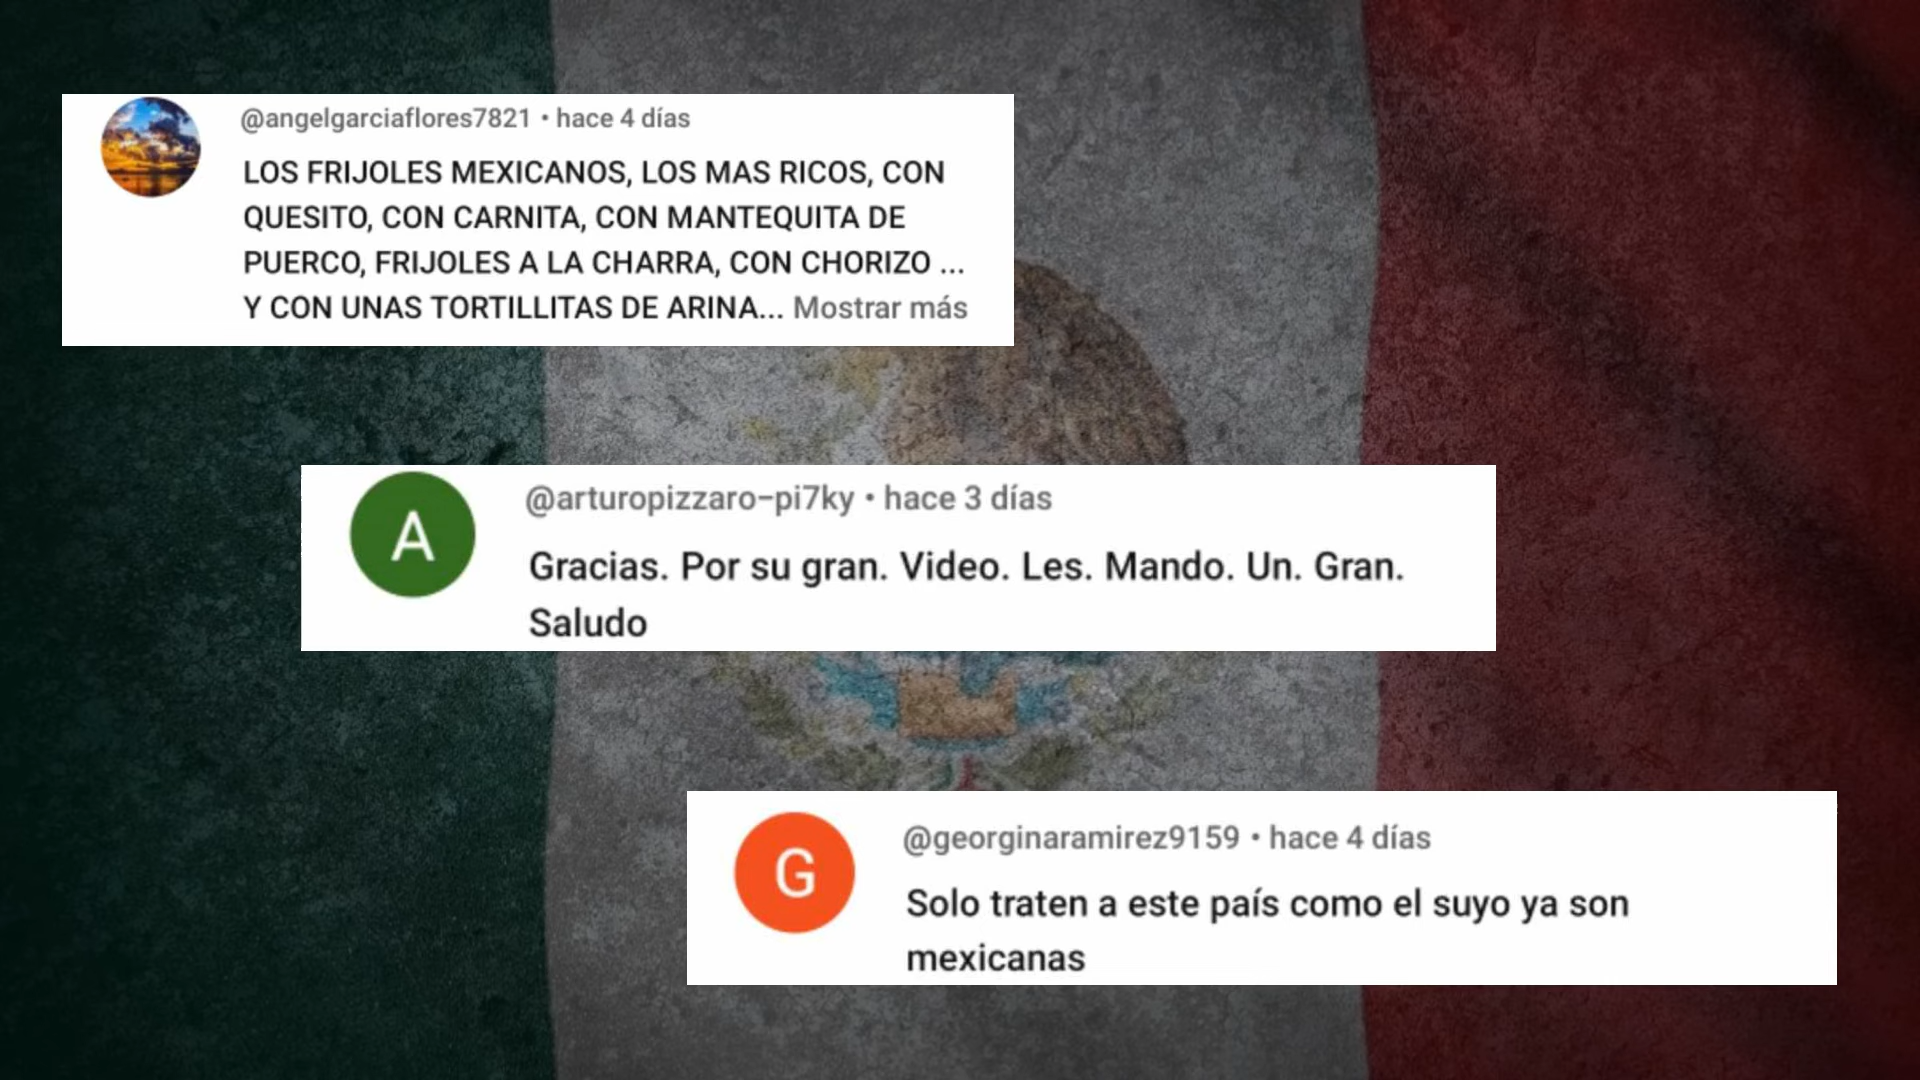 @angelgarciaflores7821 • hace 4 días
LOS FRIJOLES MEXICANOS, LOS MAS RICOS, CON
QUESITO, CON CARNITA, CON MANTEQUITA DE
PUERCO, FRIJOLES A LA CHARRA, CON CHORIZO ...
Y CON UNAS TORTILLITAS DE ARINA... Mostrar más
A
@arturopizzaro-pi7ky • hace 3 días
Gracias. Por su gran. Video. Les. Mando. Un. Gran.
Saludo
G
@georginaramirez9159 • hace 4 días
Solo traten a este país como el suyo ya son
mexicanas